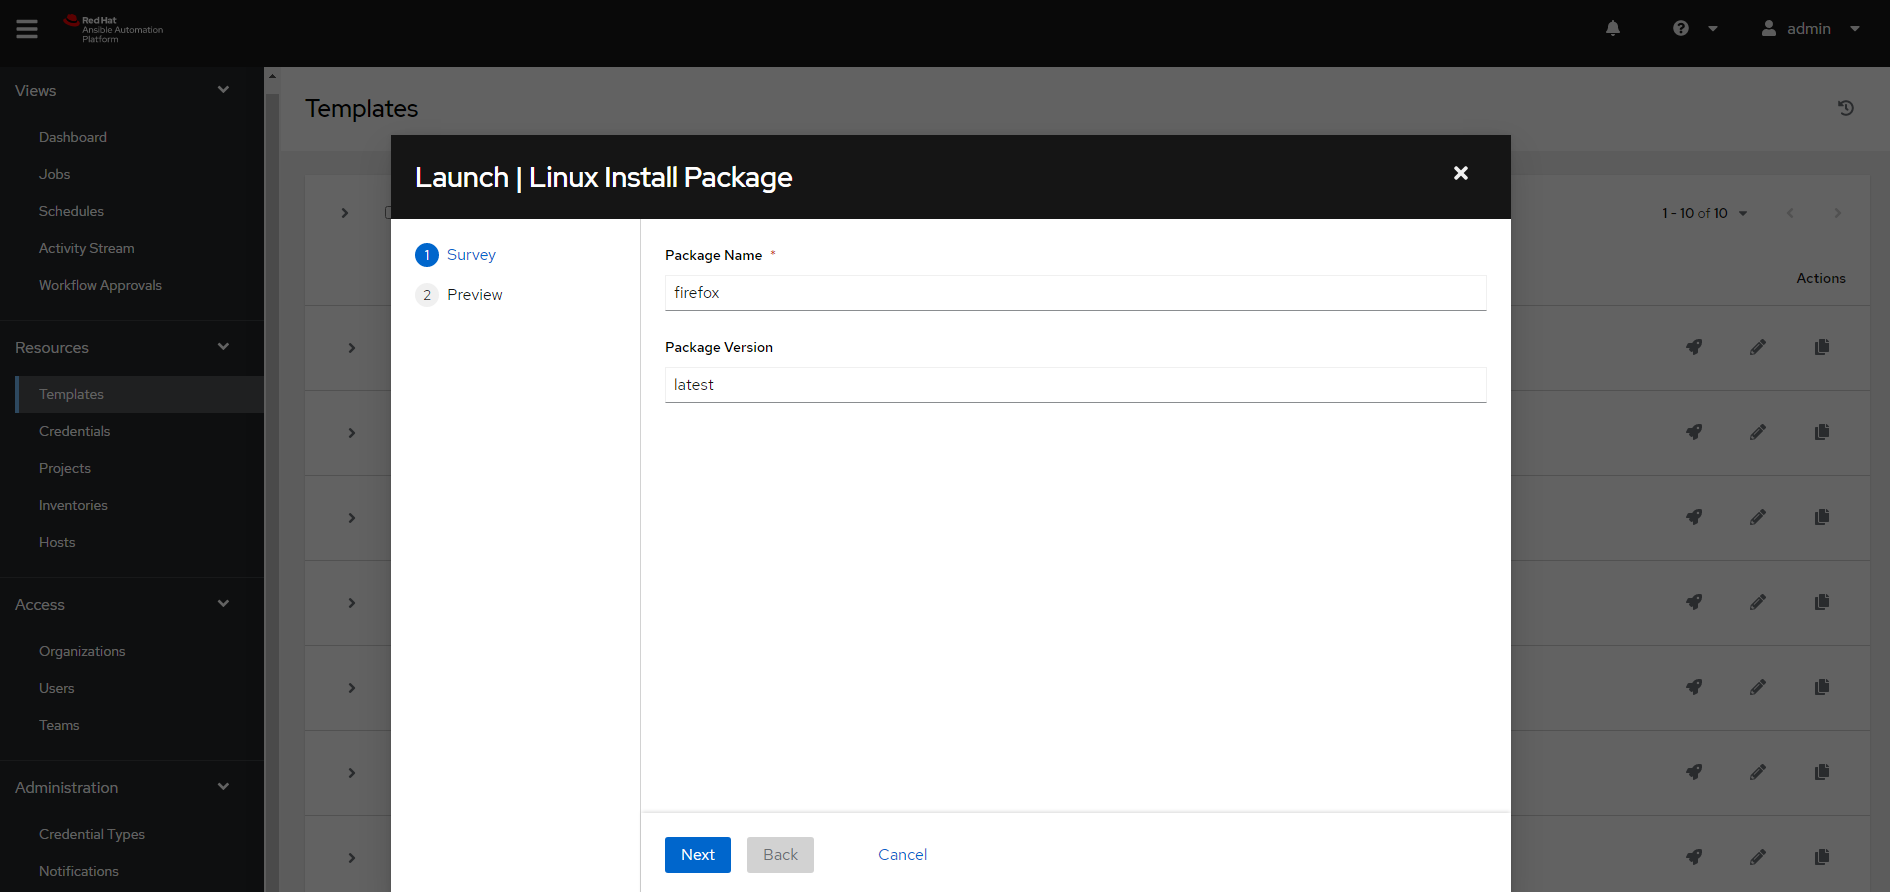 Red Hat
Ansible Automation
Platform
admin
Views
Dashboard
Jobs
Schedules
Activity Stream
Workflow Approvals
Resources
Templates
Credentials
Projects
Inventories
Hosts
Access
Organizations
Users
Teams
Administration
Credential Types
Notifications
Templates
1 - 10 of 10
Actions
Launch | Linux Install Package
1 Survey
2 Preview
Package Name *
firefox
Package Version
latest
Next Back Cancel